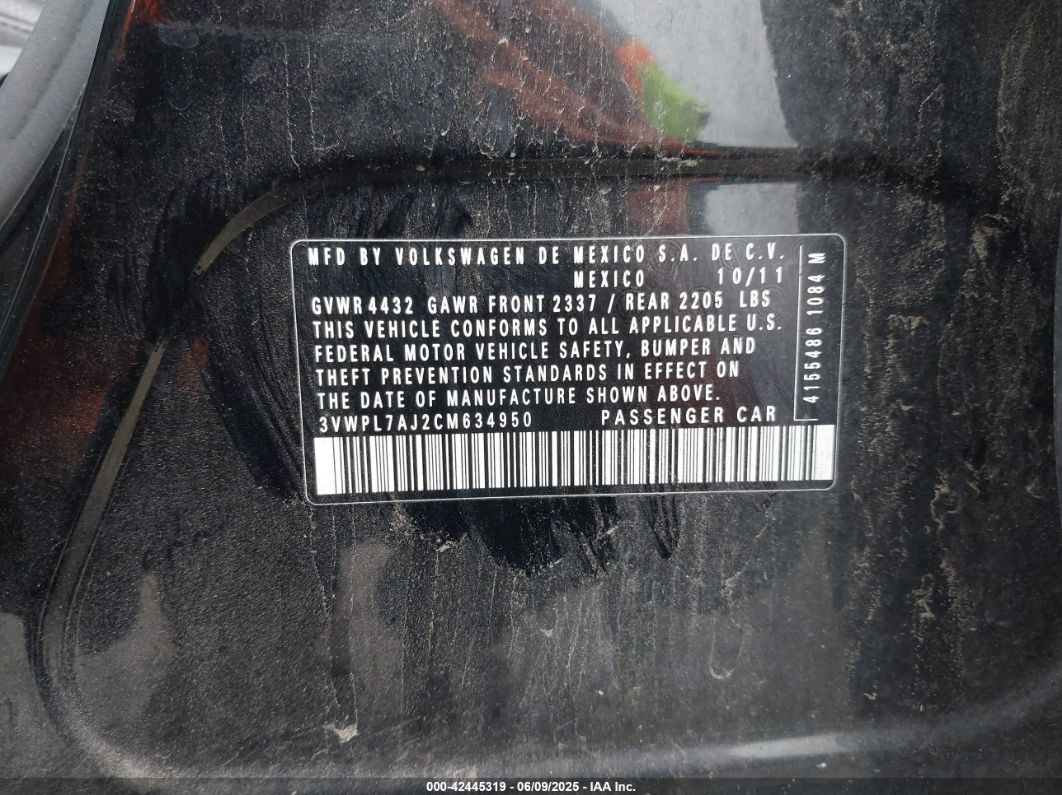 MFD BY VOLKSWAGEN DE MEXICO S.A. DE C.V.
MEXICO 10/11
GVWR 4432 GAWR FRONT 2337 / REAR 2205 LBS
THIS VEHICLE CONFORMS TO ALL APPLICABLE U.S.
FEDERAL MOTOR VEHICLE SAFETY, BUMPER AND
THEFT PREVENTION STANDARDS IN EFFECT ON
THE DATE OF MANUFACTURE SHOWN ABOVE.
3VWPL7AJ2CM634950 PASSENGER CAR
4155486 1084 M
000-42445319 - 06/09/2025 - IAA Inc.